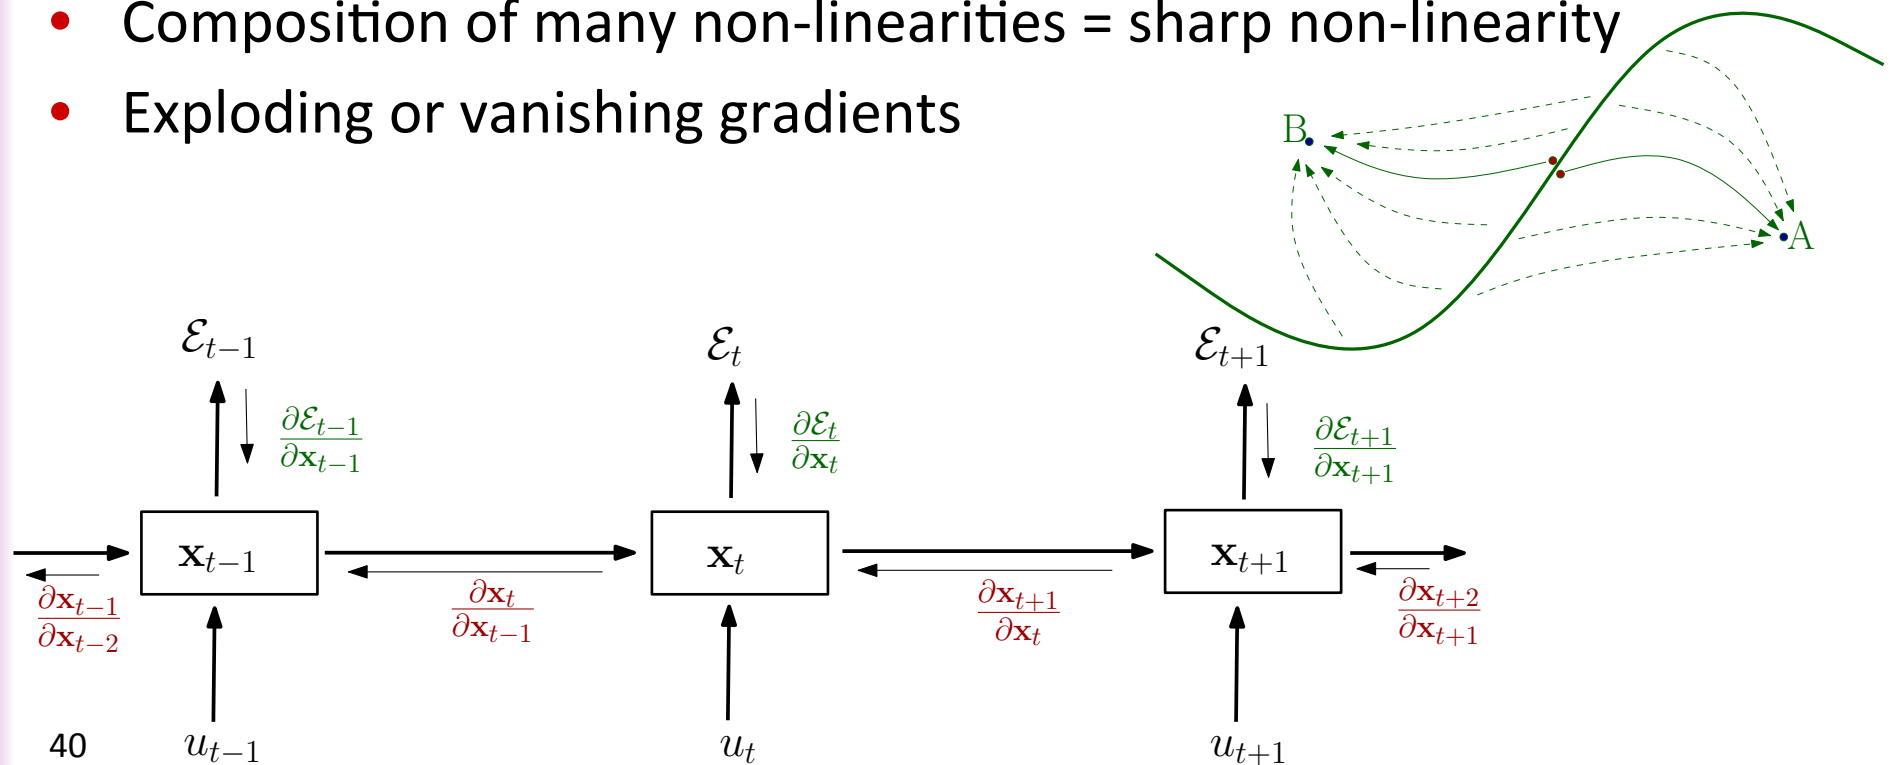 • Composition of many non-linearities = sharp non-linearity
• Exploding or vanishing gradients
B
A
ℰ_{t−1} ℰ_t ℰ_{t+1}
∂ℰ_{t−1}/∂x_{t−1} ∂ℰ_t/∂x_t ∂ℰ_{t+1}/∂x_{t+1}
x_{t−1} x_t x_{t+1}
∂x_{t−1}/∂x_{t−2} ∂x_t/∂x_{t−1} ∂x_{t+1}/∂x_t ∂x_{t+2}/∂x_{t+1}
40 u_{t−1} u_t u_{t+1}